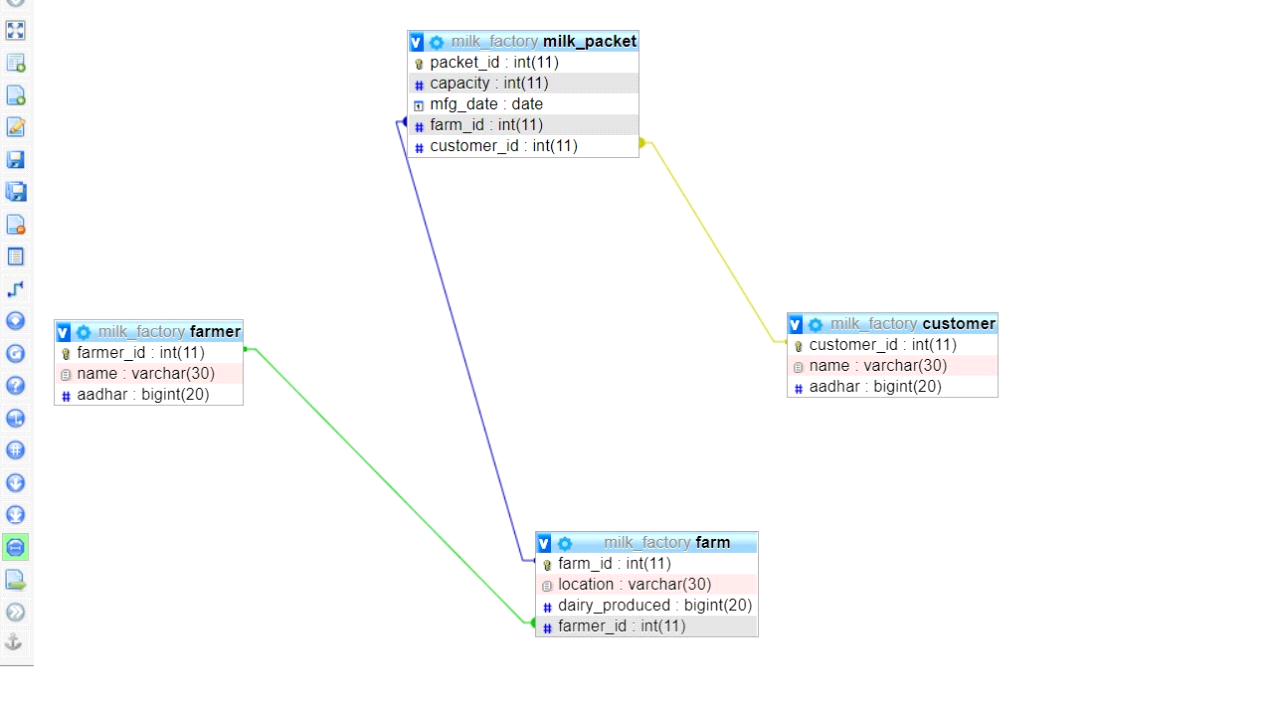 milk_factory milk_packet
packet_id : int(11)
capacity : int(11)
mfg_date : date
farm_id : int(11)
customer_id : int(11)
milk_factory farmer
farmer_id : int(11)
name : varchar(30)
aadhar : bigint(20)
milk_factory customer
customer_id : int(11)
name : varchar(30)
aadhar : bigint(20)
milk_factory farm
farm_id : int(11)
location : varchar(30)
dairy_produced : bigint(20)
farmer_id : int(11)